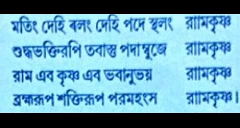 মতিং দেহি বলং দেহি পদে স্থলং রামকৃষ্ণ
শুদ্ধভক্তিরপি তবাস্তু পদাম্বুজে রামকৃষ্ণ
রাম এব কৃষ্ণ এব ভবানুভয় রামকৃষ্ণ
ব্রহ্মরূপ শক্তিরূপ পরমহংস রামকৃষ্ণ।